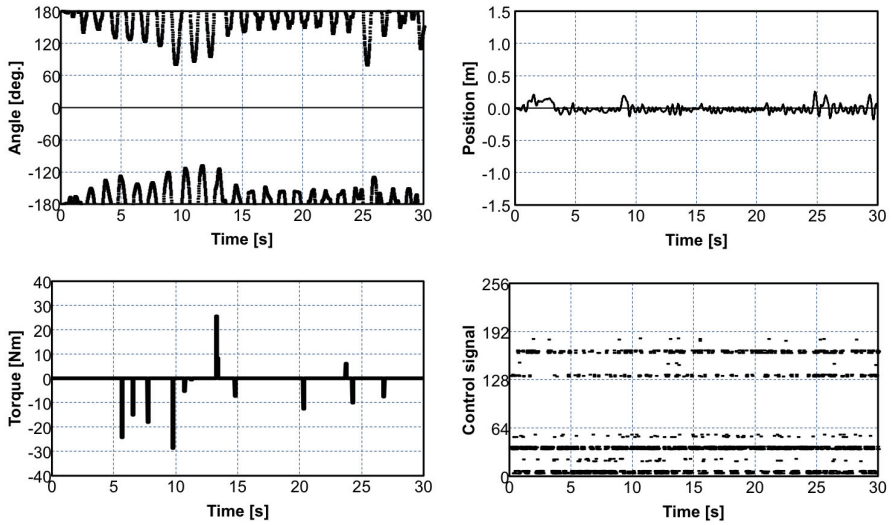 180
120
60
0
-60
-120
-180
Angle [deg.]
0 5 10 15 20 25 30
Time [s]
1.5
1.0
0.5
0.0
-0.5
-1.0
-1.5
Position [m]
0 5 10 15 20 25 30
Time [s]
40
30
20
10
0
-10
-20
-30
-40
Torque [Nm]
0 5 10 15 20 25 30
Time [s]
256
192
128
64
0
Control signal
0 5 10 15 20 25 30
Time [s]